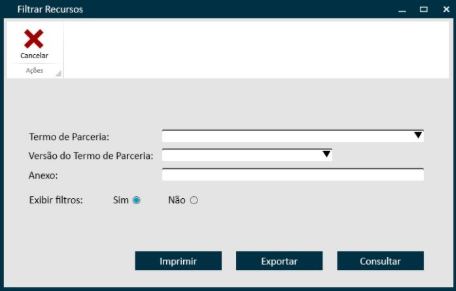 Filtrar Recursos
Cancelar
Ações
Termo de Parceria:
Versão do Termo de Parceria:
Anexo:
Exibir filtros: Sim Não
Imprimir Exportar Consultar